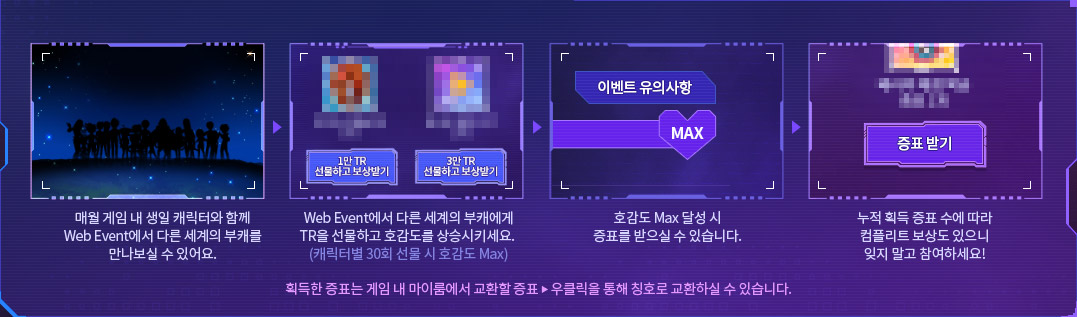 1만 TR
선물하고 보상받기
3만 TR
선물하고 보상받기
이벤트 유의사항
MAX
증표 받기
매월 게임 내 생일 캐릭터와 함께
Web Event에서 다른 세계의 부캐를
만나보실 수 있어요.
Web Event에서 다른 세계의 부캐에게
TR을 선물하고 호감도를 상승시키세요.
(캐릭터별 30회 선물 시 호감도 Max)
호감도 Max 달성 시
증표를 받으실 수 있습니다.
누적 획득 증표 수에 따라
컴플리트 보상도 있으니
잊지 말고 참여하세요!
획득한 증표는 게임 내 마이룸에서 교환할 증표 ▶ 우클릭을 통해 칭호로 교환하실 수 있습니다.